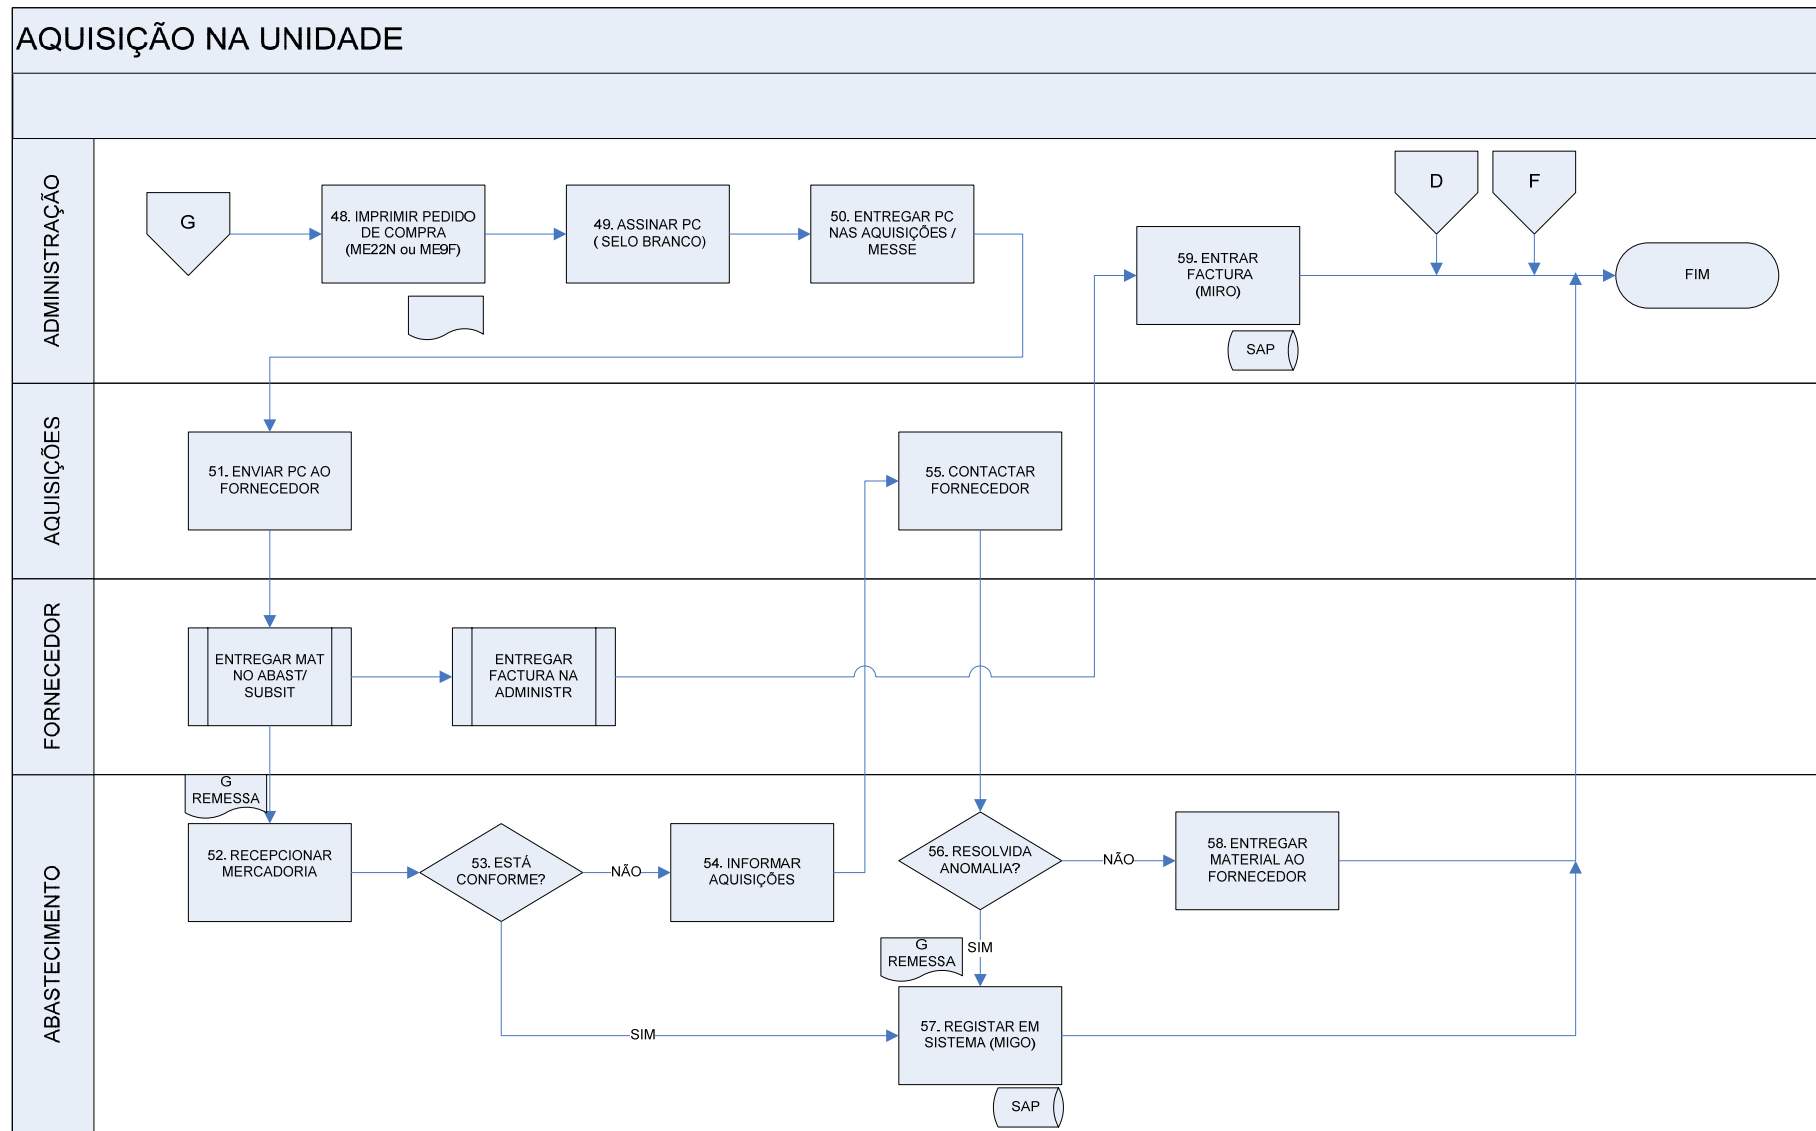 AQUISIÇÃO NA UNIDADE
ADMINISTRAÇÃO
G
48. IMPRIMIR PEDIDO
DE COMPRA
(ME22N ou ME9F)
49. ASSINAR PC
( SELO BRANCO)
50. ENTREGAR PC
NAS AQUISIÇÕES /
MESSE
59. ENTRAR
FACTURA
(MIRO)
SAP
D
F
FIM
AQUISIÇÕES
51. ENVIAR PC AO
FORNECEDOR
55. CONTACTAR
FORNECEDOR
FORNECEDOR
ENTREGAR MAT
NO ABAST/
SUBSIT
ENTREGAR
FACTURA NA
ADMINISTR
ABASTECIMENTO
G
REMESSA
52. RECEPCIONAR
MERCADORIA
53. ESTÁ
CONFORME?
NÃO
54. INFORMAR
AQUISIÇÕES
56. RESOLVIDA
ANOMALIA?
NÃO
58. ENTREGAR
MATERIAL AO
FORNECEDOR
SIM
G
REMESSA
SIM
57. REGISTAR EM
SISTEMA (MIGO)
SAP